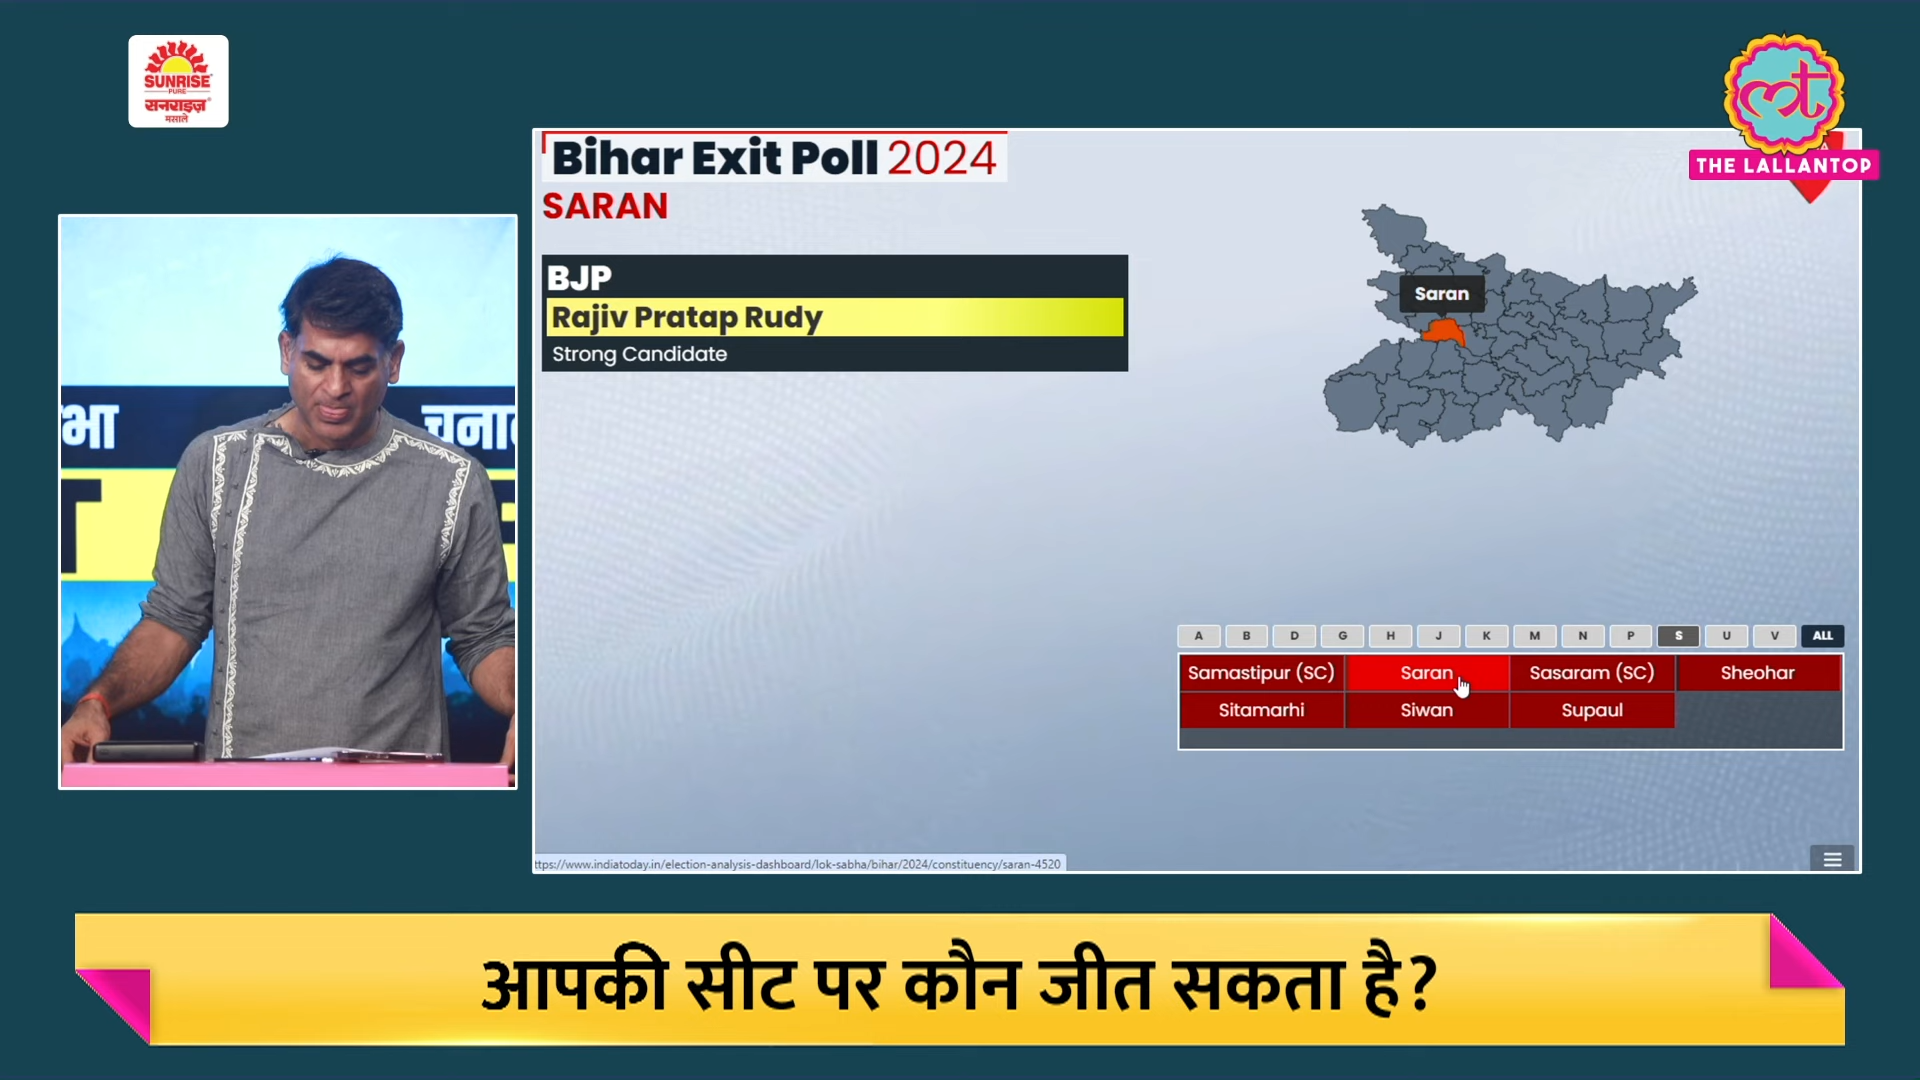 SUNRISE
PURE
सनराइज़
मसाले
THE LALLANTOP
Bihar Exit Poll 2024
SARAN
BJP
Rajiv Pratap Rudy
Strong Candidate
Saran
भा
चना
A B D G H J K M N P S U V ALL
Samastipur (SC) Saran Sasaram (SC) Sheohar
Sitamarhi Siwan Supaul
ttps://www.indiatoday.in/election-analysis-dashboard/lok-sabha/bihar/2024/constituency/saran-4520
आपकी सीट पर कौन जीत सकता है?